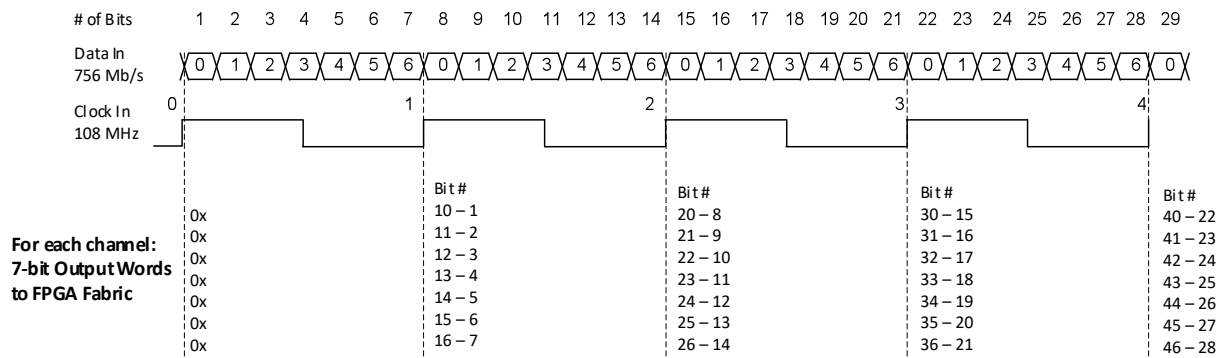 # of Bits 1 2 3 4 5 6 7 8 9 10 11 12 13 14 15 16 17 18 19 20 21 22 23 24 25 26 27 28 29
Data In
756 Mb/s
0 1 2 3 4 5 6 0 1 2 3 4 5 6 0 1 2 3 4 5 6 0 1 2 3 4 5 6 0
0 1 2 3 4
Clock In
108 MHz
For each channel:
7-bit Output Words
to FPGA Fabric
0x
0x
0x
0x
0x
0x
0x
Bit #
10 – 1
11 – 2
12 – 3
13 – 4
14 – 5
15 – 6
16 – 7
Bit #
20 – 8
21 – 9
22 – 10
23 – 11
24 – 12
25 – 13
26 – 14
Bit #
30 – 15
31 – 16
32 – 17
33 – 18
34 – 19
35 – 20
36 – 21
Bit #
40 – 22
41 – 23
42 – 24
43 – 25
44 – 26
45 – 27
46 – 28